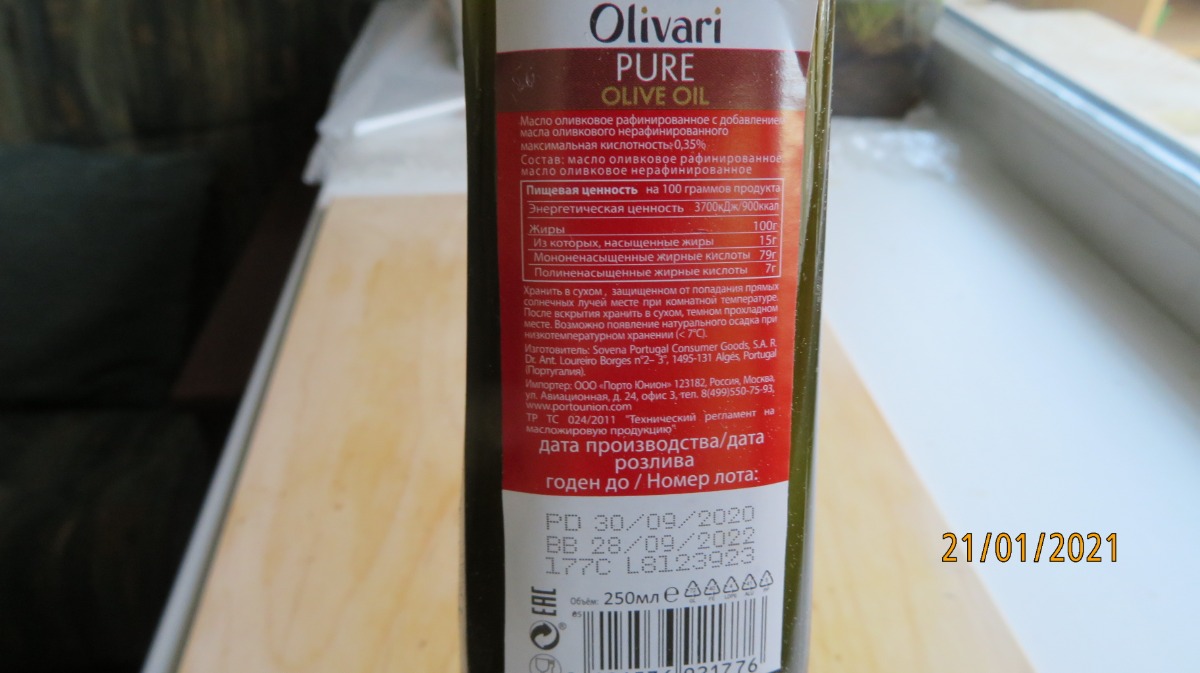 Olivari
PURE
OLIVE OIL
Масло оливковое рафинированное с добавлением
масла оливкового нерафинированного
максимальная кислотность: 0,35%
Состав: масло оливковое рафинированное
масло оливковое нерафинированное
Пищевая ценность на 100 граммов продукта
Энергетическая ценность 3700кДж/900ккал
Жиры 100г
Из которых, насыщенные жиры 15г
Мононенасыщенные жирные кислоты 79г
Полиненасыщенные жирные кислоты 7г
Хранить в сухом , защищенном от попадания прямых
солнечных лучей месте при комнатной температуре.
После вскрытия хранить в сухом, темном прохладном
месте. Возможно появление натурального осадка при
низкотемпературном хранении (< 7°C).
Изготовитель: Sovena Portugal Consumer Goods, S.A. R.
Dr. Ant. Loureiro Borges n°2– 3°, 1495-131 Algés, Portugal
(Португалия).
Импортер: ООО «Порто Юнион» 123182, Россия, Москва,
ул. Авиационная, д. 24, офис 3, тел. 8(499)550-75-93,
www.portounion.com
ТР ТС 024/2011 "Технический регламент на
масложировую продукцию"
дата производства/дата
розлива
годен до / Номер лота:
PD 30/09/2020
BB 28/09/2022
177C L8123923
EAC
Объём: 250мл e
21/01/2021